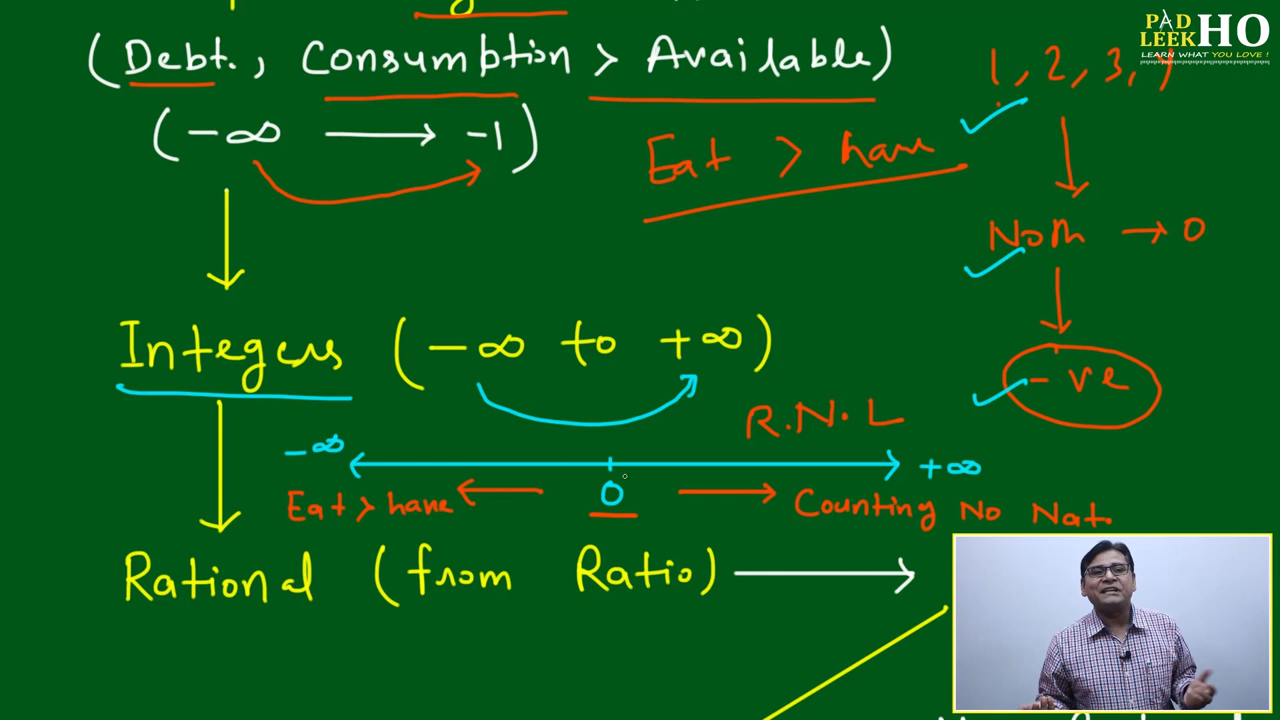 PAD HO
LEEK
LEARN WHAT YOU LOVE !
(Debt., Consumption > Available)
1, 2, 3, 4
(-∞ → -1)
Eat > have
→ 0
Integers (-∞ to +∞)
- ve
R.N.L
-∞ +∞
Eat > have ← 0 → Counting No Nat.
Rational (from Ratio) →